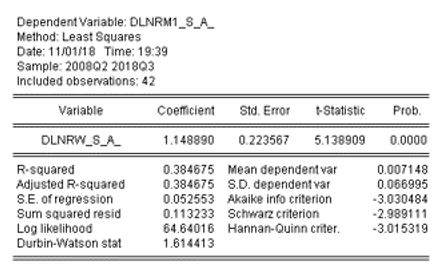 Dependent Variable: DLNRM1_S_A_
Method: Least Squares
Date: 11/01/18 Time: 19:39
Sample: 2008Q2 2018Q3
Included observations: 42
Variable Coefficient Std. Error t-Statistic Prob.
DLNRW_S_A_ 1.148890 0.223567 5.138909 0.0000
R-squared 0.384675 Mean dependent var 0.007148
Adjusted R-squared 0.384675 S.D. dependent var 0.066995
S.E. of regression 0.052553 Akaike info criterion -3.030484
Sum squared resid 0.113233 Schwarz criterion -2.989111
Log likelihood 64.64016 Hannan-Quinn criter. -3.015319
Durbin-Watson stat 1.614413